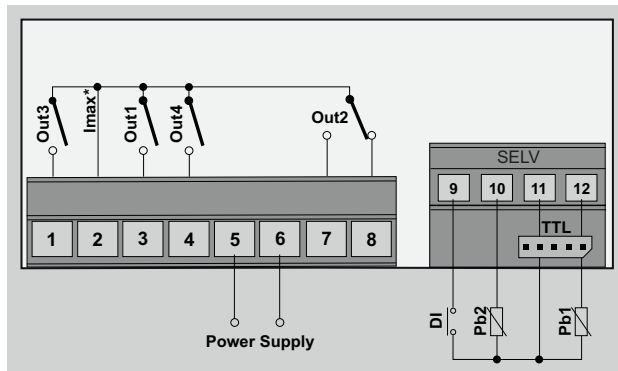 Out3
Imax*
Out1
Out4
Out2
SELV
9 10 11 12
TTL
1 2 3 4 5 6 7 8
DI
Pb2
Pb1
Power Supply